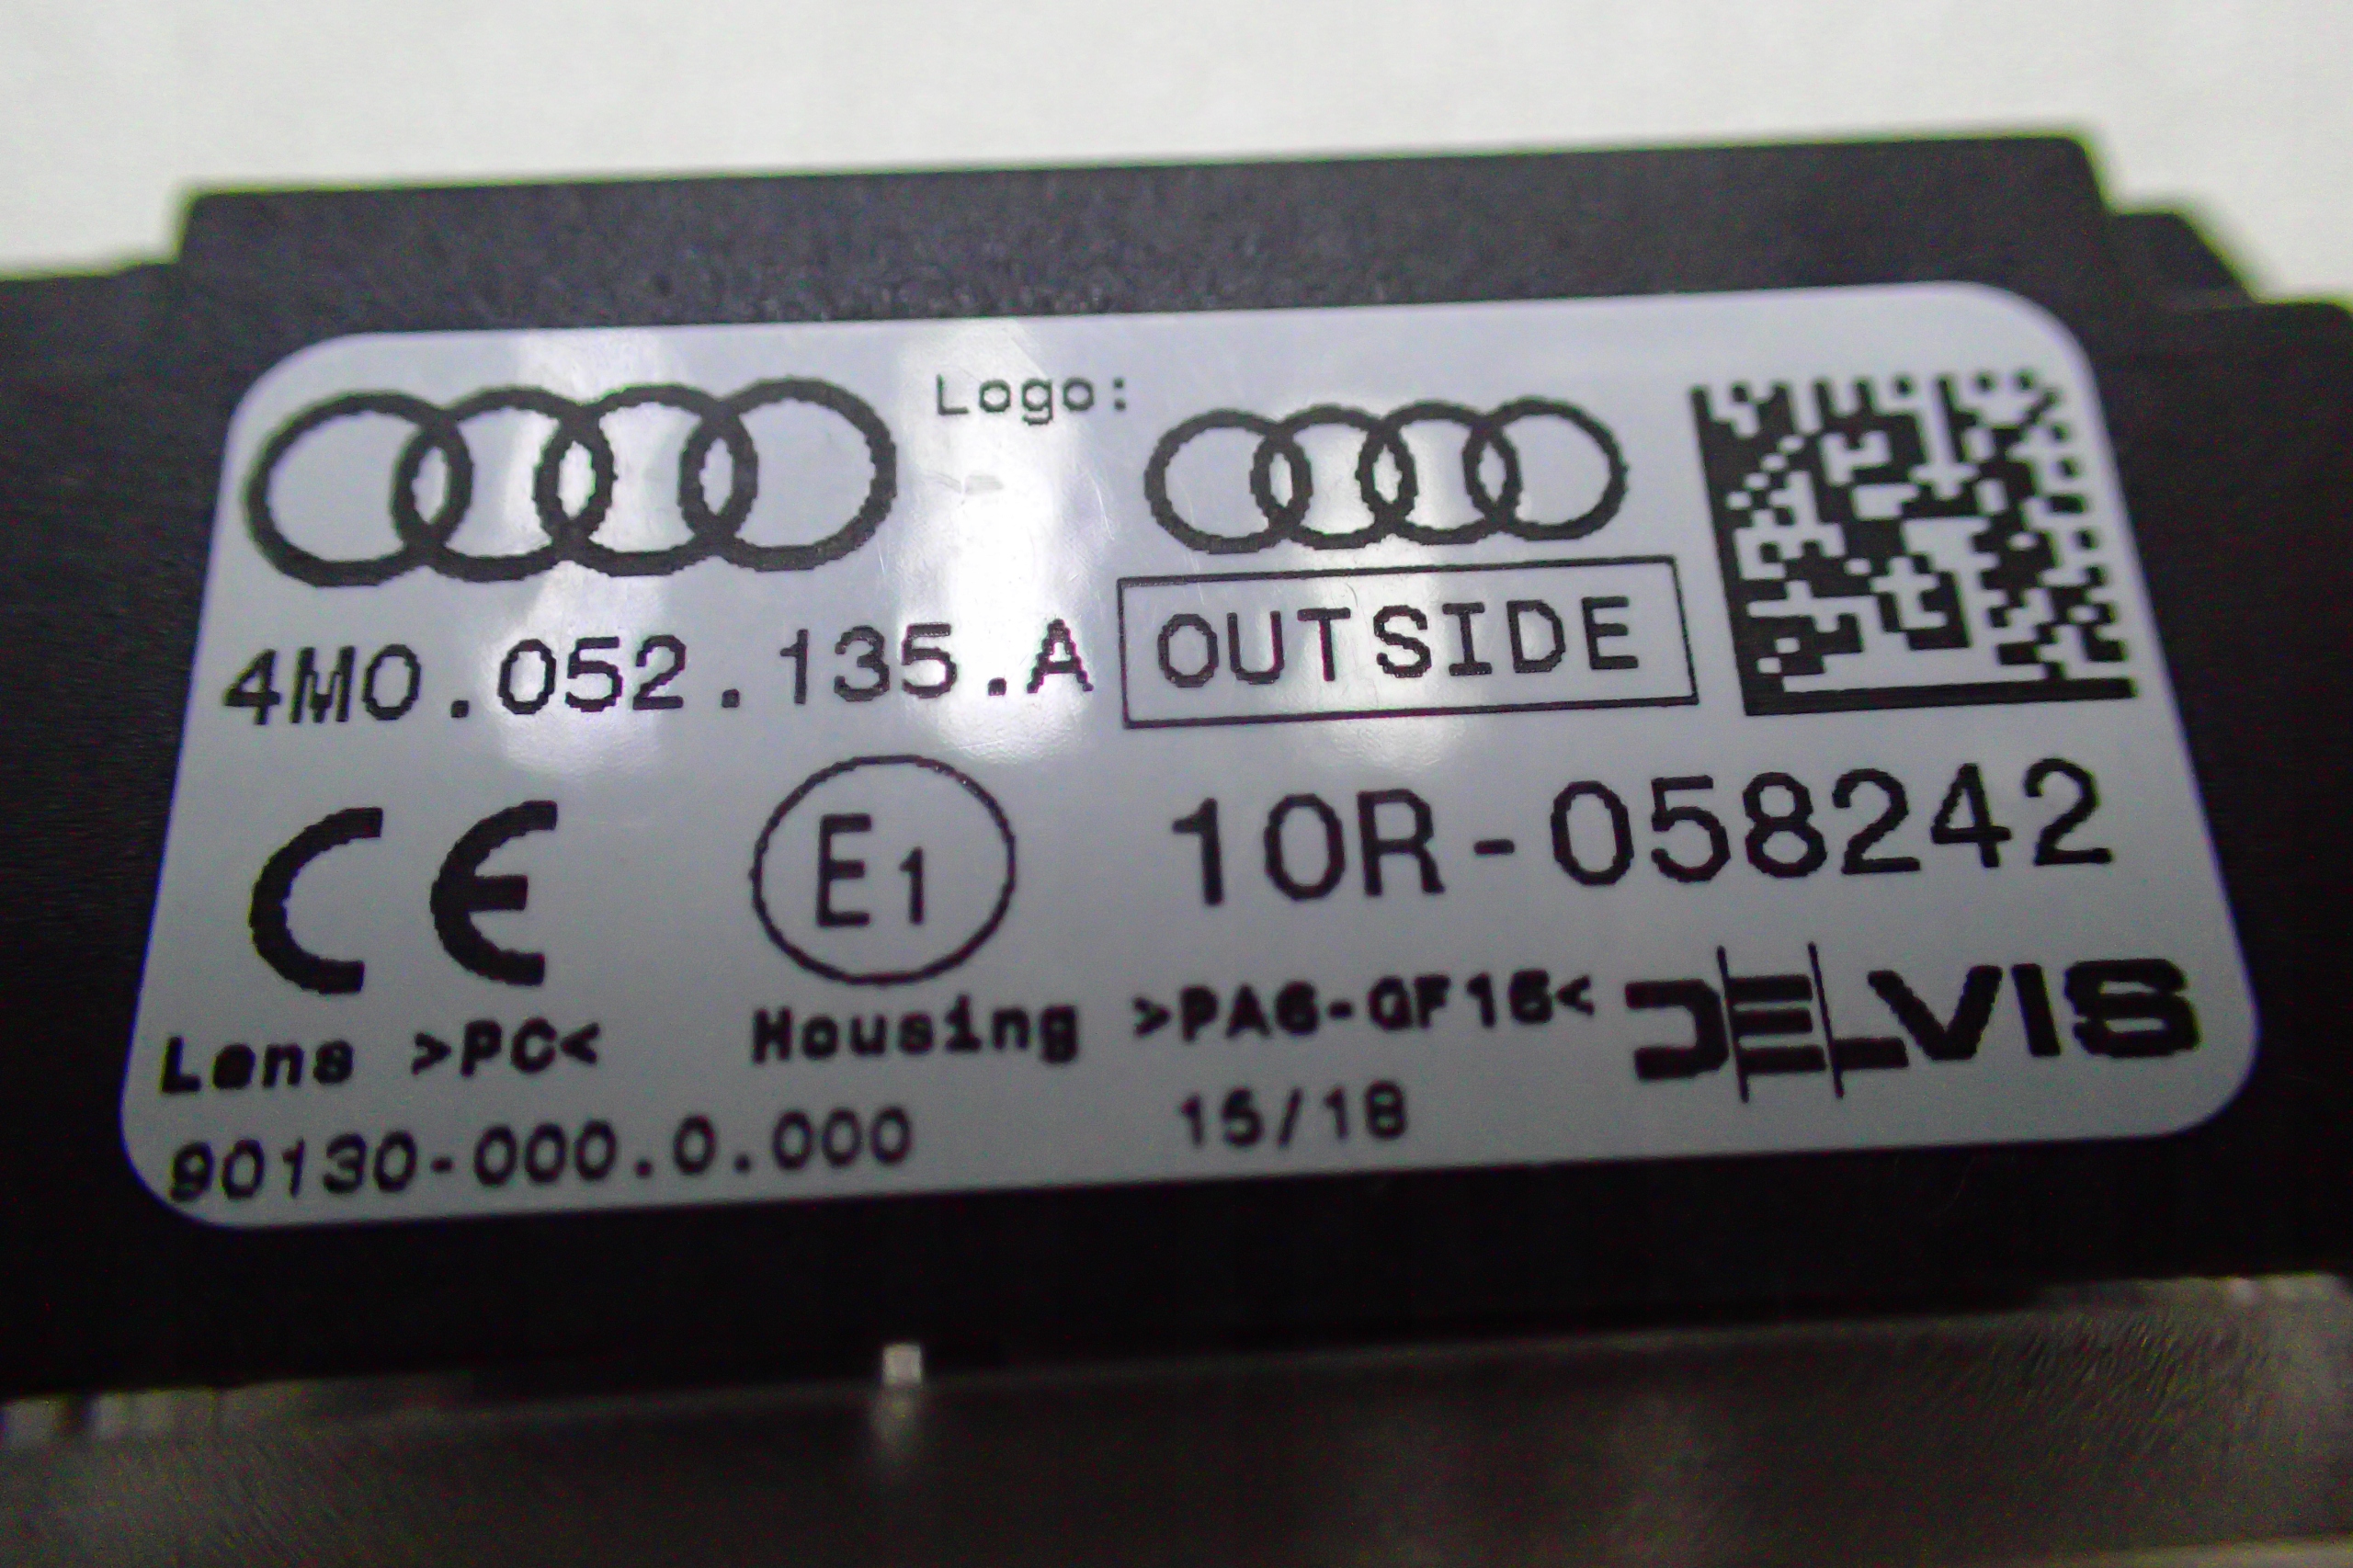 Logo:
4M0.052.135.A
OUTSIDE
CE
E1
10R-058242
Lens >PC<
Housing >PA6-GF15<
DELVIS
90130-000.0.000
15/18